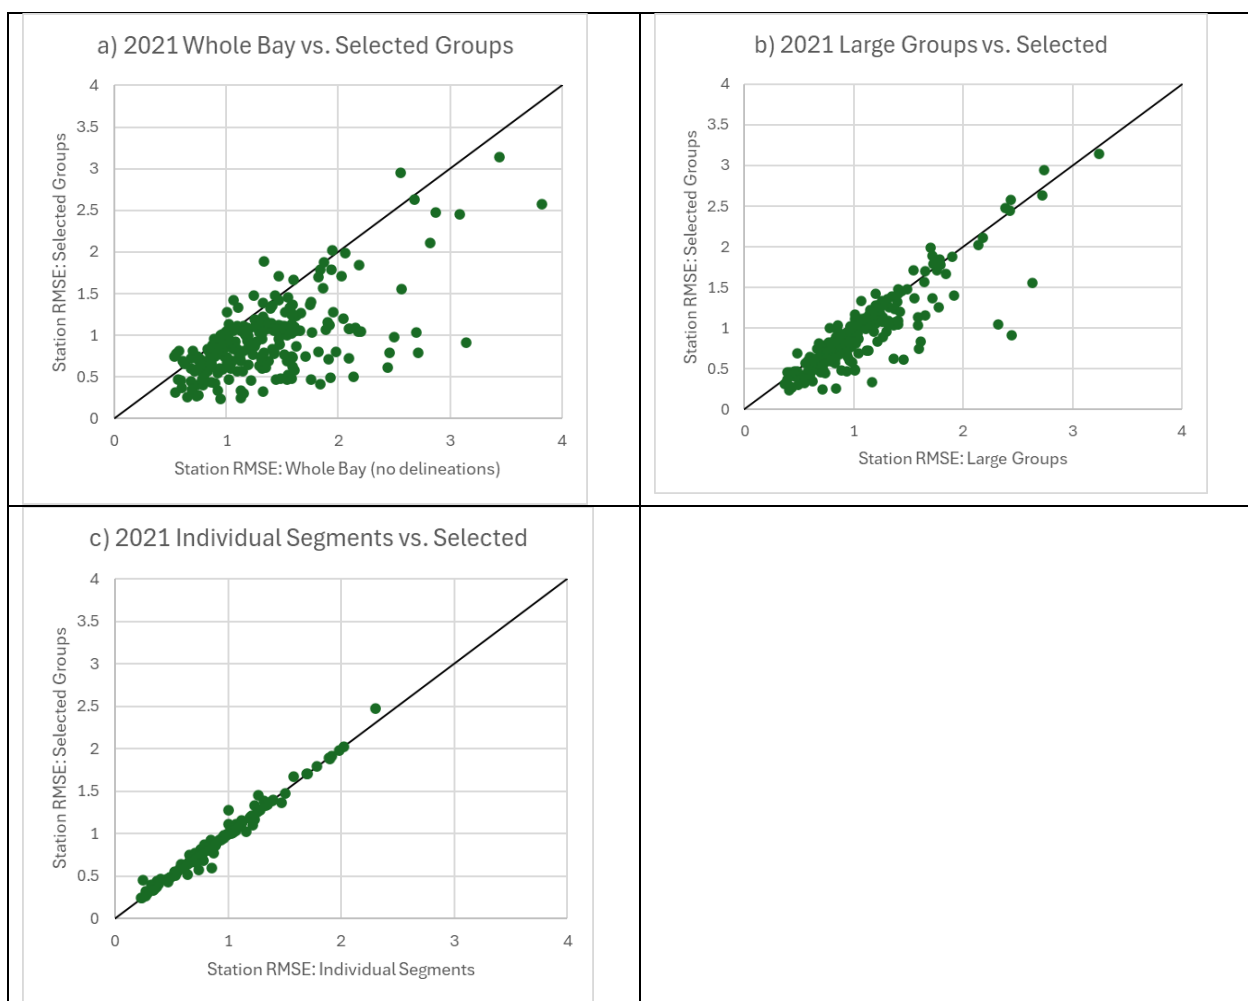 a) 2021 Whole Bay vs. Selected Groups
4
3.5
3
2.5
2
1.5
1
0.5
0
Station RMSE: Selected Groups
0 1 2 3 4
Station RMSE: Whole Bay (no delineations)
b) 2021 Large Groups vs. Selected
4
3.5
3
2.5
2
1.5
1
0.5
0
Station RMSE: Selected Groups
0 1 2 3 4
Station RMSE: Large Groups
c) 2021 Individual Segments vs. Selected
4
3.5
3
2.5
2
1.5
1
0.5
0
Station RMSE: Selected Groups
0 1 2 3 4
Station RMSE: Individual Segments